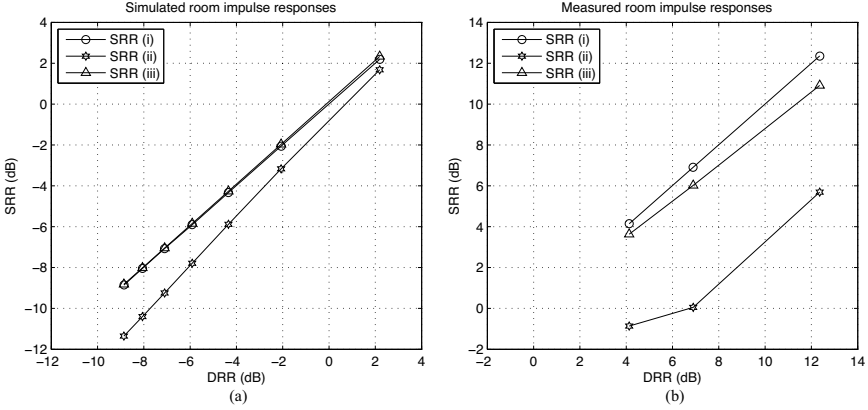 Simulated room impulse responses
4
2
0
−2
−4
−6
−8
−10
−12
SRR (dB)
SRR (i)
SRR (ii)
SRR (iii)
−12 −10 −8 −6 −4 −2 0 2 4
DRR (dB)
(a)
Measured room impulse responses
14
12
10
8
6
4
2
0
−2
SRR (dB)
SRR (i)
SRR (ii)
SRR (iii)
−2 0 2 4 6 8 10 12 14
DRR (dB)
(b)